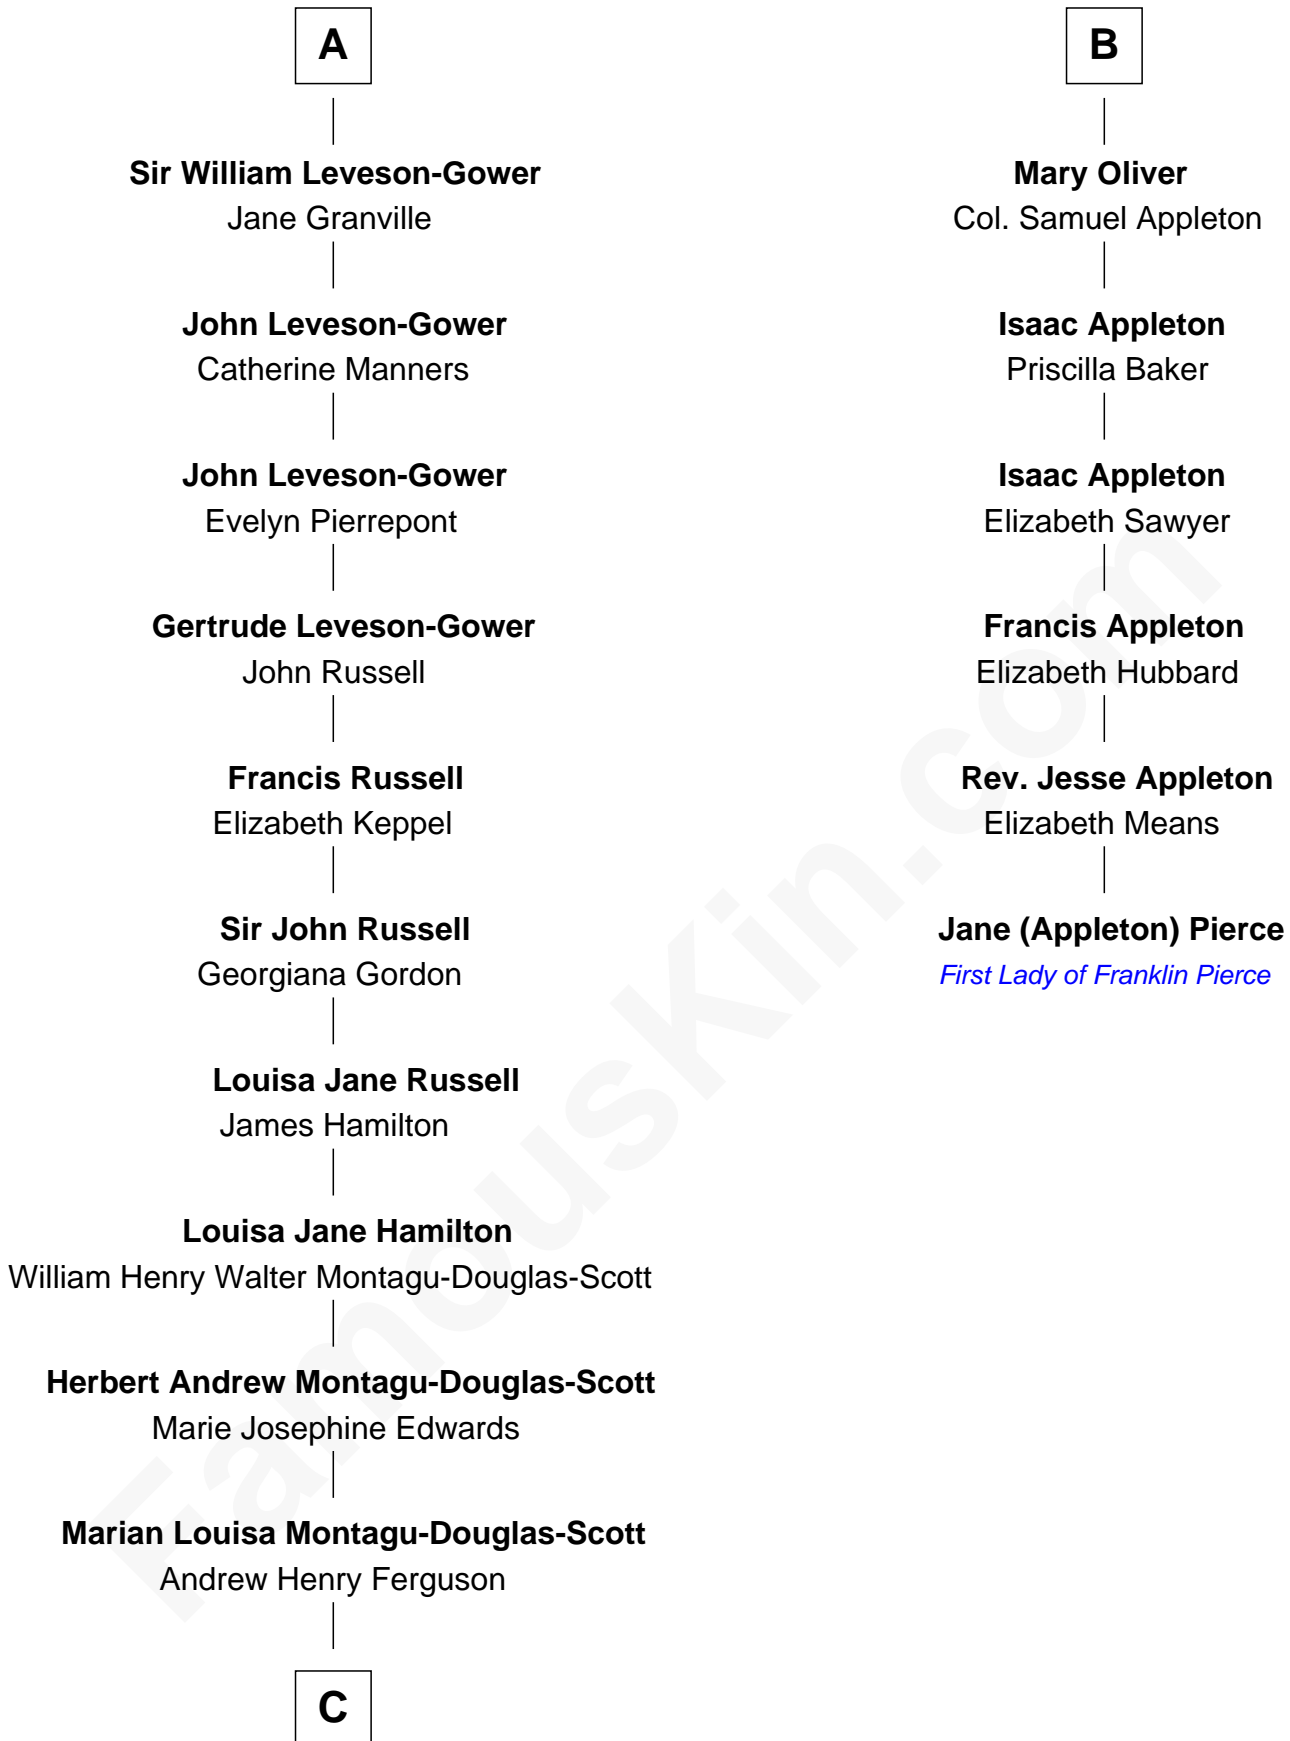 A
Sir William Leveson-Gower
Jane Granville
John Leveson-Gower
Catherine Manners
John Leveson-Gower
Evelyn Pierrepont
Gertrude Leveson-Gower
John Russell
Francis Russell
Elizabeth Keppel
Sir John Russell
Georgiana Gordon
Louisa Jane Russell
James Hamilton
Louisa Jane Hamilton
William Henry Walter Montagu-Douglas-Scott
Herbert Andrew Montagu-Douglas-Scott
Marie Josephine Edwards
Marian Louisa Montagu-Douglas-Scott
Andrew Henry Ferguson
C
B
Mary Oliver
Col. Samuel Appleton
Isaac Appleton
Priscilla Baker
Isaac Appleton
Elizabeth Sawyer
Francis Appleton
Elizabeth Hubbard
Rev. Jesse Appleton
Elizabeth Means
Jane (Appleton) Pierce
First Lady of Franklin Pierce
FamousKin.com